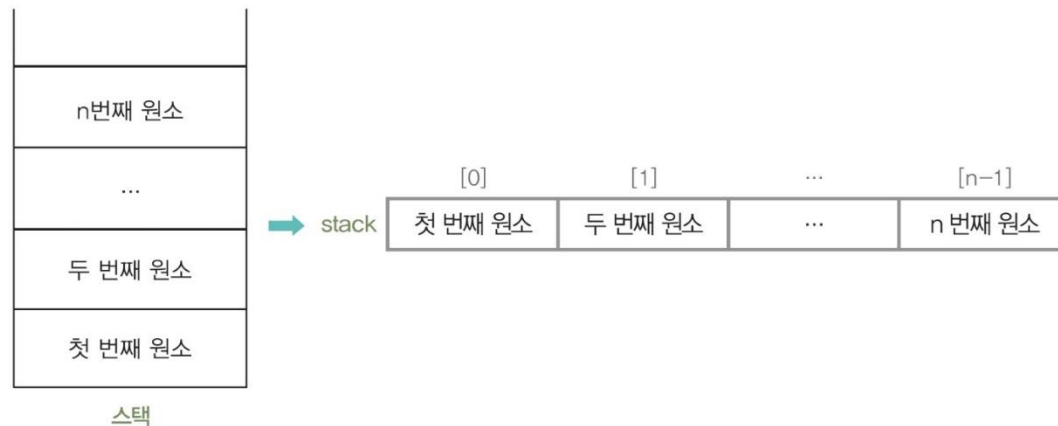 n번째 원소
…
두 번째 원소
첫 번째 원소
스택
[0] [1] … [n-1]
stack 첫 번째 원소 두 번째 원소 … n 번째 원소